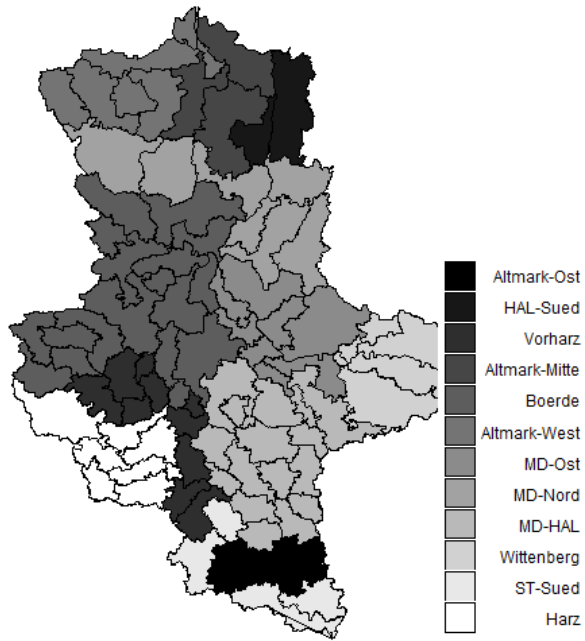 Altmark-Ost
HAL-Sued
Vorharz
Altmark-Mitte
Boerde
Altmark-West
MD-Ost
MD-Nord
MD-HAL
Wittenberg
ST-Sued
Harz